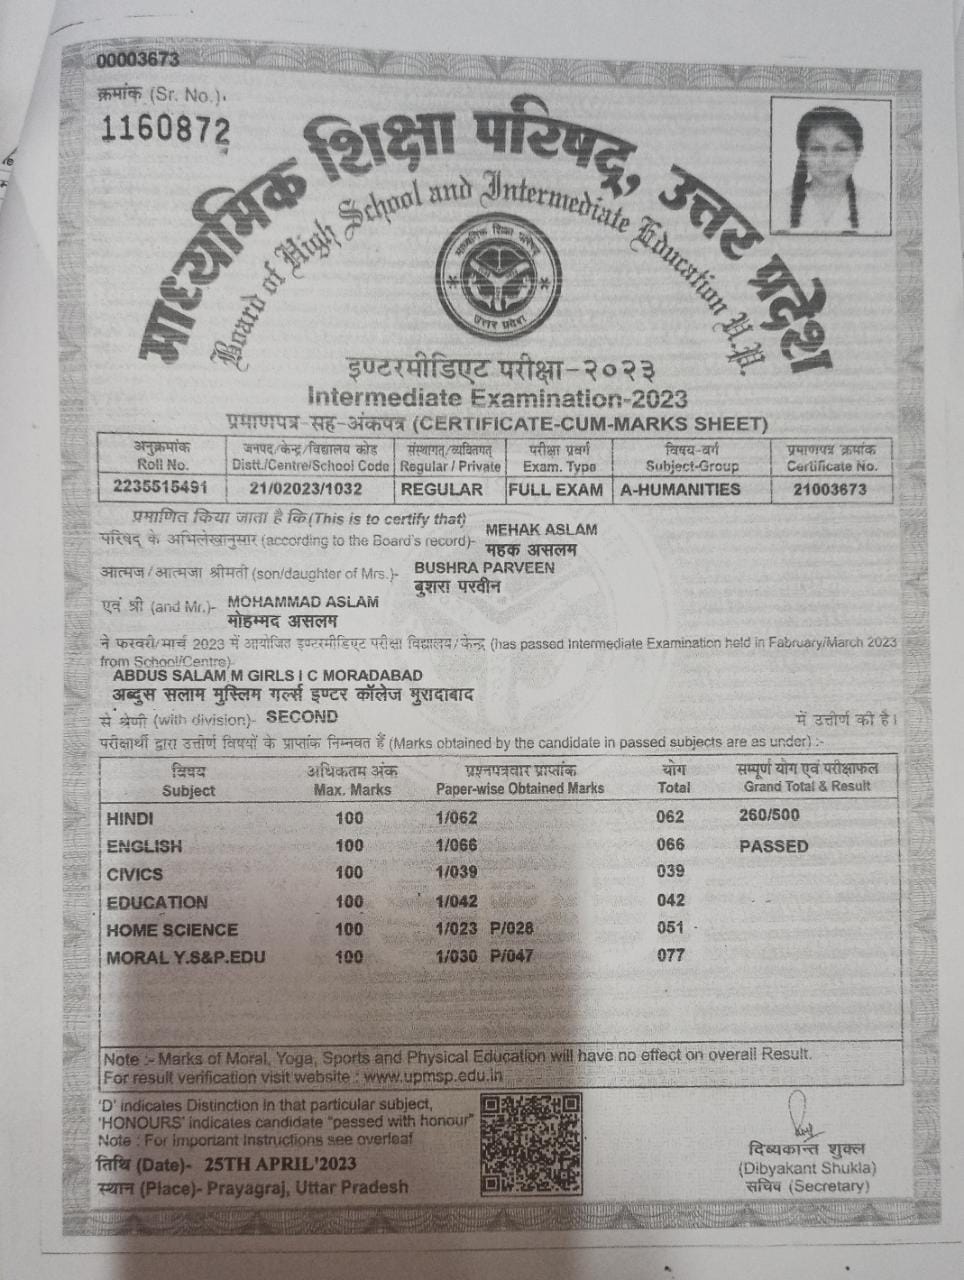 00003673
क्रमांक (Sr. No.).
1160872
माध्यमिक शिक्षा परिषद्, उत्तर प्रदेश
Board of High School and Intermediate Education U.P.
माध्यमिक शिक्षा परिषद्
उत्तर प्रदेश
इण्टरमीडिएट परीक्षा-२०२३
Intermediate Examination-2023
प्रमाणपत्र-सह-अंकपत्र (CERTIFICATE-CUM-MARKS SHEET)
अनुक्रमांक जनपद/केन्द्र/विद्यालय कोड संस्थागत/व्यक्तिगत परीक्षा प्रवर्ग विषय-वर्ग प्रमाणपत्र क्रमांक
Roll No. Distt./Centre/School Code Regular / Private Exam. Type Subject-Group Certificate No.
2235515491 21/02023/1032 REGULAR FULL EXAM A-HUMANITIES 21003673
प्रमाणित किया जाता है कि (This is to certify that)
परिषद के अभिलेखानुसार (according to the Board's record)- MEHAK ASLAM
महक असलम
आत्मज/आत्मजा श्रीमती (son/daughter of Mrs.)- BUSHRA PARVEEN
बुशरा परवीन
एवं श्री (and Mr.)- MOHAMMAD ASLAM
मोहम्मद असलम
ने फरवरी/मार्च 2023 में आयोजित इण्टरमीडिएट परीक्षा विद्यालय/केन्द्र (has passed Intermediate Examination held in Fabruary/March 2023
from School/Centre)-
ABDUS SALAM M GIRLS I C MORADABAD
अब्दुस सलाम मुस्लिम गर्ल्स इण्टर कॉलेज मुरादाबाद
से श्रेणी (with division)- SECOND में उत्तीर्ण की है।
परीक्षार्थी द्वारा उत्तीर्ण विषयों के प्राप्तांक निम्नवत हैं (Marks obtained by the candidate in passed subjects are as under) :-
विषय अधिकतम अंक प्रश्नपत्रवार प्राप्तांक योग सम्पूर्ण योग एवं परीक्षाफल
Subject Max. Marks Paper-wise Obtained Marks Total Grand Total & Result
HINDI 100 1/062 062 260/500
ENGLISH 100 1/066 066 PASSED
CIVICS 100 1/039 039
EDUCATION 100 1/042 042
HOME SCIENCE 100 1/023 P/028 051
MORAL Y.S&P.EDU 100 1/030 P/047 077
Note :- Marks of Moral, Yoga, Sports and Physical Education will have no effect on overall Result.
For result verification visit website : www.upmsp.edu.in
'D' indicates Distinction in that particular subject,
'HONOURS' indicates candidate "passed with honour"
Note : For important Instructions see overleaf
तिथि (Date)- 25TH APRIL'2023
स्थान (Place)- Prayagraj, Uttar Pradesh
दिव्यकान्त शुक्ल
(Dibyakant Shukla)
सचिव (Secretary)